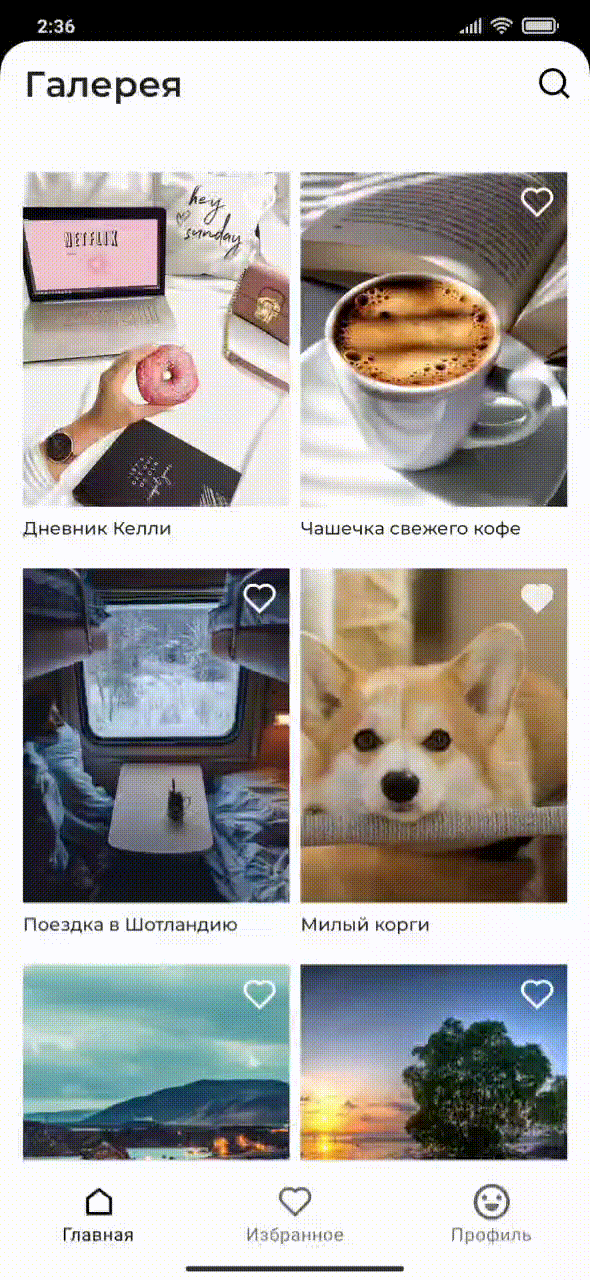 2:36
Галерея
NETFLIX
hey
sunday
Дневник Келли
Чашечка свежего кофе
Поездка в Шотландию
Милый корги
Главная
Избранное
Профиль